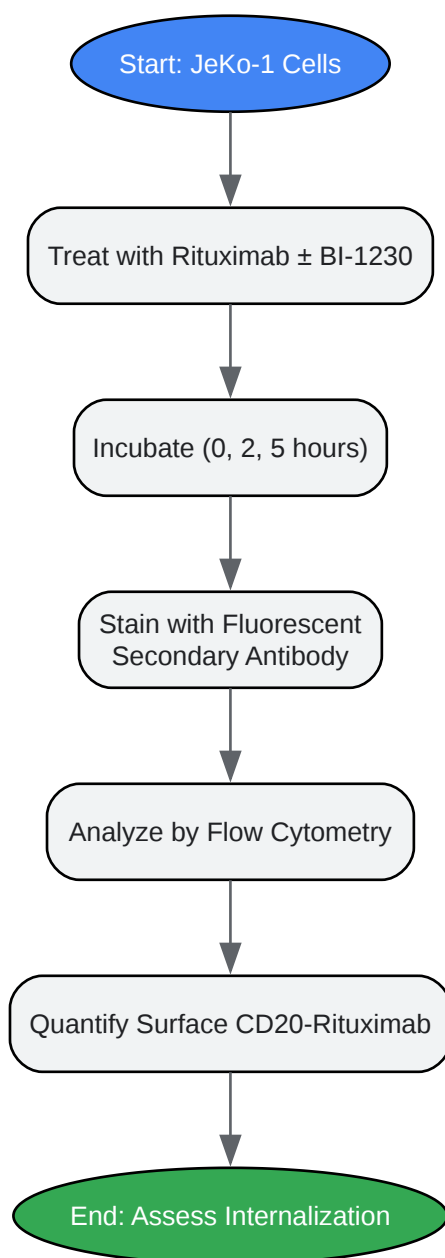 Start: JeKo-1 Cells
Treat with Rituximab ± BI-1230
Incubate (0, 2, 5 hours)
Stain with Fluorescent
Secondary Antibody
Analyze by Flow Cytometry
Quantify Surface CD20-Rituximab
End: Assess Internalization